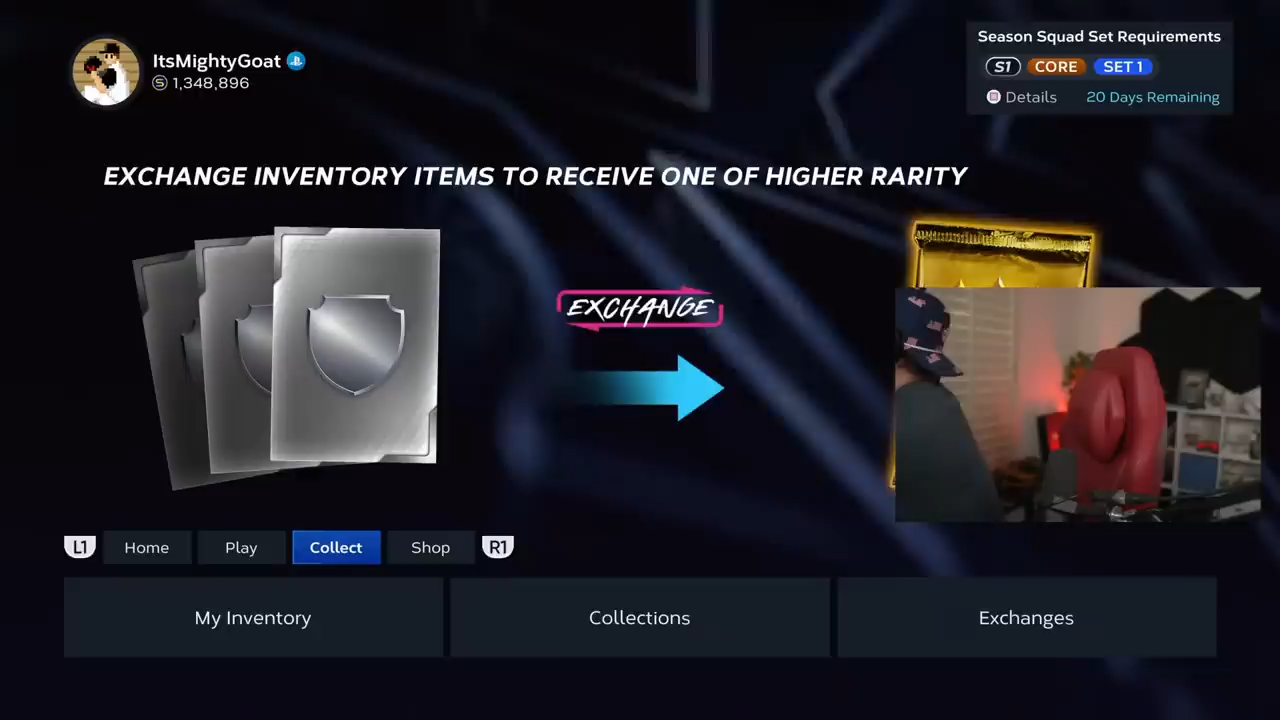 ItsMightyGoat
1,348,896
Season Squad Set Requirements
S1 CORE SET 1
Details 20 Days Remaining
EXCHANGE INVENTORY ITEMS TO RECEIVE ONE OF HIGHER RARITY
EXCHANGE
L1 Home Play Collect Shop R1
My Inventory Collections Exchanges